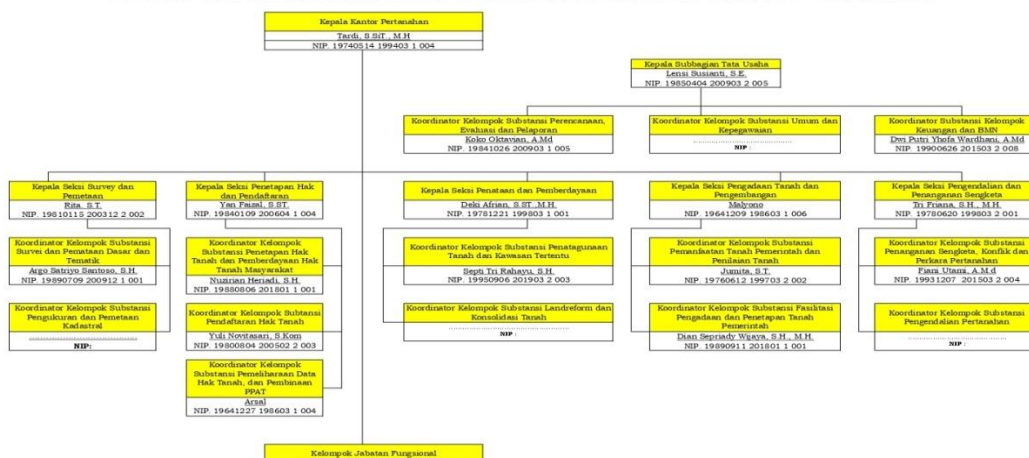 Kepala Kantor Pertanahan
Tardi, S.SiT., M.H
NIP. 19740514 199403 1 004
Kepala Subbagian Tata Usaha
Lensi Susianti, S.E.
NIP. 19850404 200903 2 005
Koordinator Kelompok Substansi Perencanaan,
Evaluasi dan Pelaporan
Koko Oktavian, A.Md
NIP. 19841026 200903 1 005
Koordinator Kelompok Substansi Umum dan
Kepegawaian
NIP :
Koordinator Substansi Kelompok
Keuangan dan BMN
Dwi Putri Yhofa Wardhani, A.Md
NIP. 19900626 201503 2 008
Kepala Seksi Survey dan
Pemetaan
Rita, S.T.
NIP. 19810115 200312 2 002
Kepala Seksi Penetapan Hak
dan Pendaftaran
Yan Faizal, S.ST.
NIP. 19840109 200604 1 004
Kepala Seksi Penataan dan Pemberdayaan
Deki Afrian, S.ST.,M.H.
NIP. 19781221 199803 1 001
Kepala Seksi Pengadaan Tanah dan
Pengembangan
Malyono
NIP. 19641209 198603 1 006
Kepala Seksi Pengendalian dan
Penanganan Sengketa
Tri Friana, S.H., M.H.
NIP. 19780620 199803 2 001
Koordinator Kelompok Substansi
Survei dan Pemataan Dasar dan
Tematik
Argo Satriyo Santoso, S.H.
NIP. 19890709 200912 1 001
Koordinator Kelompok
Substansi Penetapan Hak
Tanah dan Pemberdayaan Hak
Tanah Masyarakat
Nuzirian Heriadi, S.H.
NIP. 19880806 201801 1 001
Koordinator Kelompok Substansi Penatagunaan
Tanah dan Kawasan Tertentu
Septi Tri Rahayu, S.H
NIP. 19950906 201903 2 003
Koordinator Kelompok Substansi
Pemanfaatan Tanah Pemerintah dan
Penilaian Tanah
Jumita, S.T.
NIP. 19760612 199703 2 002
Koordinator Kelompok Substansi
Penanganan Sengketa, Konflik dan
Perkara Pertanahan
Fiani Utami, A.M.d
NIP. 19931207 201503 2 004
Koordinator Kelompok Substansi
Pengukuran dan Pemetaan
Kadastral
NIP:
Koordinator Kelompok Subtansi
Pendaftaran Hak Tanah
Yuli Novitasari, S.Kom
NIP. 19800804 200502 2 003
Koordinator Kelompok Substansi Landreform dan
Konsolidasi Tanah
NIP :
Koordinator Kelompok Substansi Fasilitasi
Pengadaan dan Penetapan Tanah
Pemerintah
Dian Sepriady Wijaya, S.H., M.H.
NIP. 19890911 201801 1 001
Koordinator Kelompok Substansi
Pengendalian Pertanahan
NIP :
Koordinator Kelompok
Substansi Pemeliharaan Data
Hak Tanah, dan Pembinaan
PPAT
Arsal
NIP. 19641227 198603 1 004
Kelompok Jabatan Fungsional